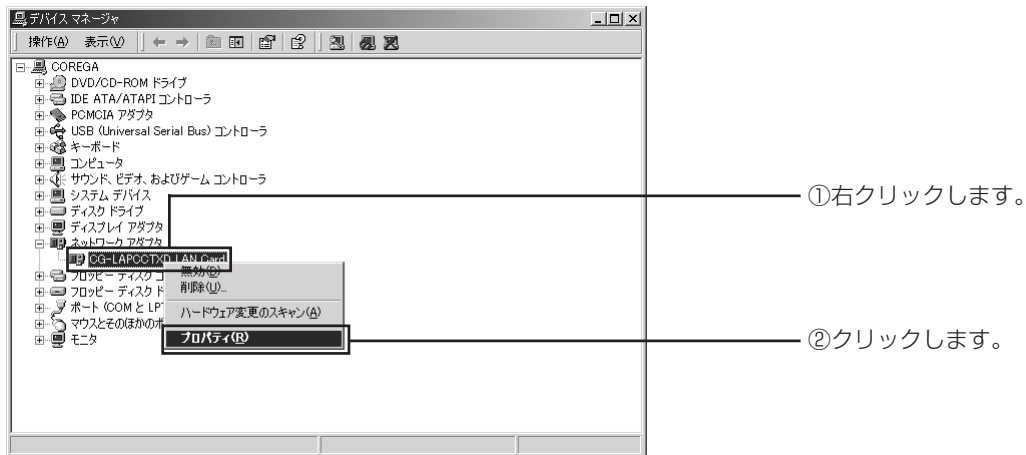 デバイス マネージャ
操作(A) 表示(V)
COREGA
DVD/CD-ROM ドライブ
IDE ATA/ATAPI コントローラ
PCMCIA アダプタ
USB (Universal Serial Bus) コントローラ
キーボード
コンピュータ
サウンド、ビデオ、およびゲーム コントローラ
システム デバイス
①右クリックします。
ディスク ドライブ
ディスプレイ アダプタ
ネットワーク アダプタ
CG-LAPCCTXD LAN Card
無効(D)
フロッピー ディスク コ
削除(U)...
フロッピー ディスク ド
ポート (COM と LP
ハードウェア変更のスキャン(A)
マウスとそのほかのポ
プロパティ(R)
モニタ
②クリックします。